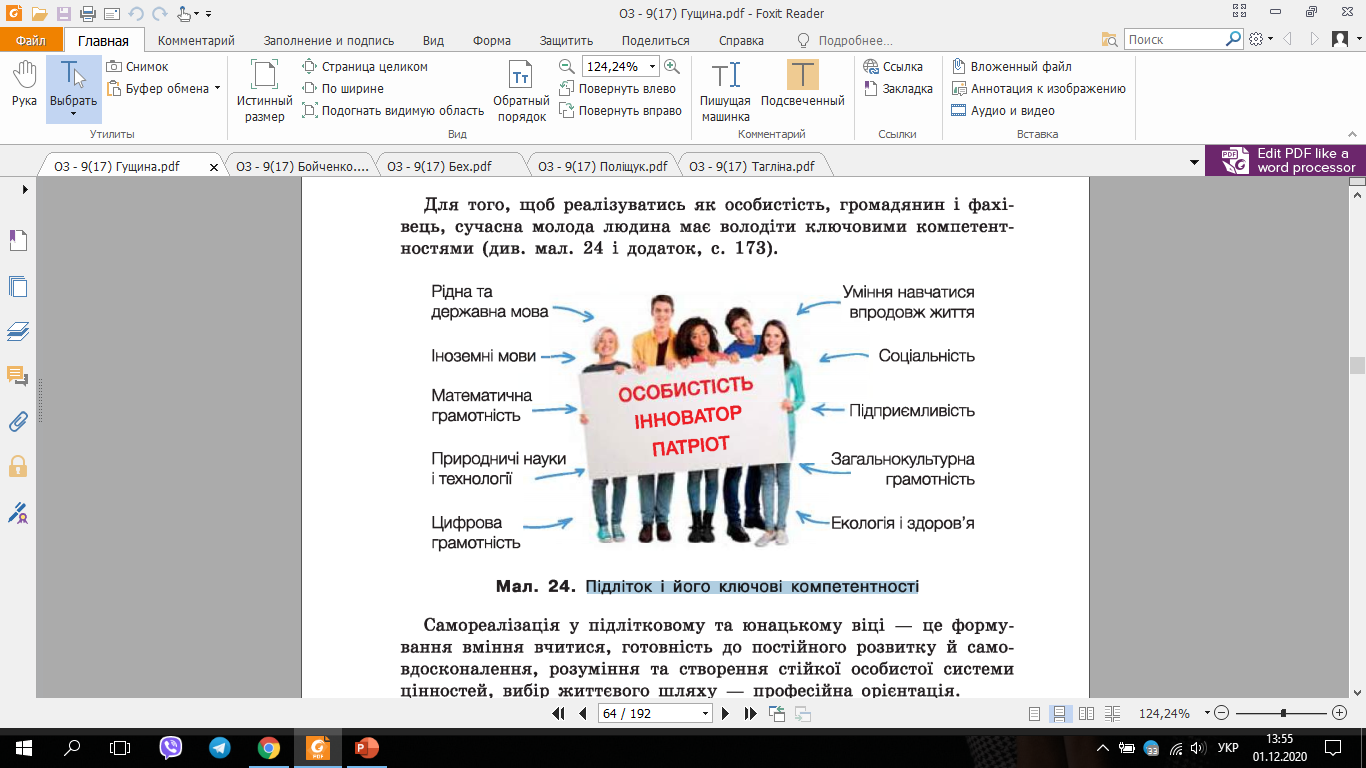 ОЗ - 9(17) Гущина.pdf - Foxit Reader
Файл Главная Комментарий Заполнение и подпись Вид Форма Защитить Поделиться Справка Подробнее... Поиск
Рука
Выбрать
Снимок
Буфер обмена
Утилиты
Истинный размер
Страница целиком
По ширине
Подогнать видимую область
Обратный порядок
124,24%
Повернуть влево
Повернуть вправо
Вид
Пишущая машинка
Подсвеченный
Комментарий
Ссылка
Закладка
Ссылки
Вложенный файл
Аннотация к изображению
Аудио и видео
Вставка
ОЗ - 9(17) Гущина.pdf ОЗ - 9(17) Бойченко.... ОЗ - 9(17) Бех.pdf ОЗ - 9(17) Поліщук.pdf ОЗ - 9(17) Тагліна.pdf
Edit PDF like a
word processor
Для того, щоб реалізуватись як особистість, громадянин і фахі-
вець, сучасна молода людина має володіти ключовими компетент-
ностями (див. мал. 24 і додаток, с. 173).
Рідна та
державна мова
Іноземні мови
Математична
грамотність
Природничі науки
і технології
Цифрова
грамотність
ОСОБИСТІСТЬ
ІННОВАТОР
ПАТРІОТ
Уміння навчатися
впродовж життя
Соціальність
Підприємливість
Загальнокультурна
грамотність
Екологія і здоров’я
Мал. 24. Підліток і його ключові компетентності
Самореалізація у підлітковому та юнацькому віці — це форму-
вання вміння вчитися, готовність до постійного розвитку й само-
вдосконалення, розуміння та створення стійкої особистої системи
цінностей, вибір життєвого шляху — професійна орієнтація.
64 / 192
124,24%
33
УКР
13:55
01.12.2020